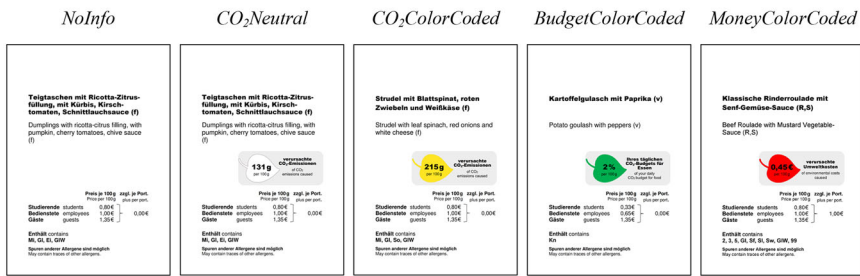 NoInfo
CO₂Neutral
CO₂ColorCoded
BudgetColorCoded
MoneyColorCoded
Teigtaschen mit Ricotta-Zitrus-
füllung, mit Kürbis, Kirsch-
tomaten, Schnittlauchsauce (f)
Dumplings with ricotta-citrus filling, with
pumpkin, cherry tomatoes, chive sauce
(f)
Preis je 100g zzgl. je Port.
Price per 100g plus per port.
Studierende students 0,80€
Bedienstete employees 1,00€ - 0,00€
Gäste guests 1,35€
Enthält contains
Mi, Gl, Ei, GlW
Spuren anderer Allergene sind möglich
May contain traces of other allergens.
Teigtaschen mit Ricotta-Zitrus-
füllung, mit Kürbis, Kirsch-
tomaten, Schnittlauchsauce (f)
Dumplings with ricotta-citrus filling, with
pumpkin, cherry tomatoes, chive sauce
(f)
131g
per 100g
verursachte
CO₂-Emissionen
of CO₂
emissions caused
Preis je 100g zzgl. je Port.
Price per 100g plus per port.
Studierende students 0,80€
Bedienstete employees 1,00€ - 0,00€
Gäste guests 1,35€
Enthält contains
Mi, Gl, Ei, GlW
Spuren anderer Allergene sind möglich
May contain traces of other allergens.
Strudel mit Blattspinat, roten
Zwiebeln und Weißkäse (f)
Strudel with leaf spinach, red onions and
white cheese (f)
215g
per 100g
verursachte
CO₂-Emissionen
of CO₂
emissions caused
Preis je 100g zzgl. je Port.
Price per 100g plus per port.
Studierende students 0,80€
Bedienstete employees 1,00€ - 0,00€
Gäste guests 1,35€
Enthält contains
Mi, Gl, So, GlW
Spuren anderer Allergene sind möglich
May contain traces of other allergens.
Kartoffelgulasch mit Paprika (v)
Potato goulash with peppers (v)
2%
per 100g
Ihres täglichen
CO₂-Budgets für
Essen
of your daily
CO₂ budget for food
Preis je 100g zzgl. je Port.
Price per 100g plus per port.
Studierende students 0,33€
Bedienstete employees 0,65€ - 0,00€
Gäste guests 1,35€
Enthält contains
Kn
Spuren anderer Allergene sind möglich
May contain traces of other allergens.
Klassische Rinderroulade mit
Senf-Gemüse-Sauce (R,S)
Beef Roulade with Mustard Vegetable-
Sauce (R,S)
0,45€
per 100g
verursachte
Umweltkosten
of environmental costs
caused
Preis je 100g zzgl. je Port.
Price per 100g plus per port.
Studierende students 0,80€
Bedienstete employees 1,00€ - 0,00€
Gäste guests 1,35€
Enthält contains
2, 3, 5, Gl, Sf, Sl, Sw, GlW, 99
Spuren anderer Allergene sind möglich
May contain traces of other allergens.